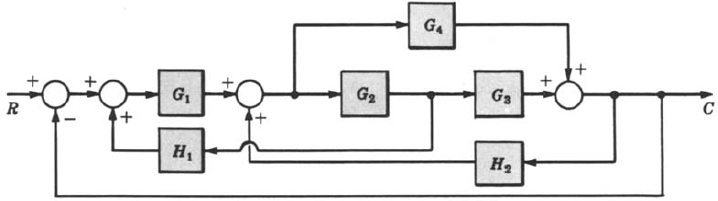 G₄
+
+ + + +
R G₁ G₂ G₃ C
− + +
H₁ H₂
+